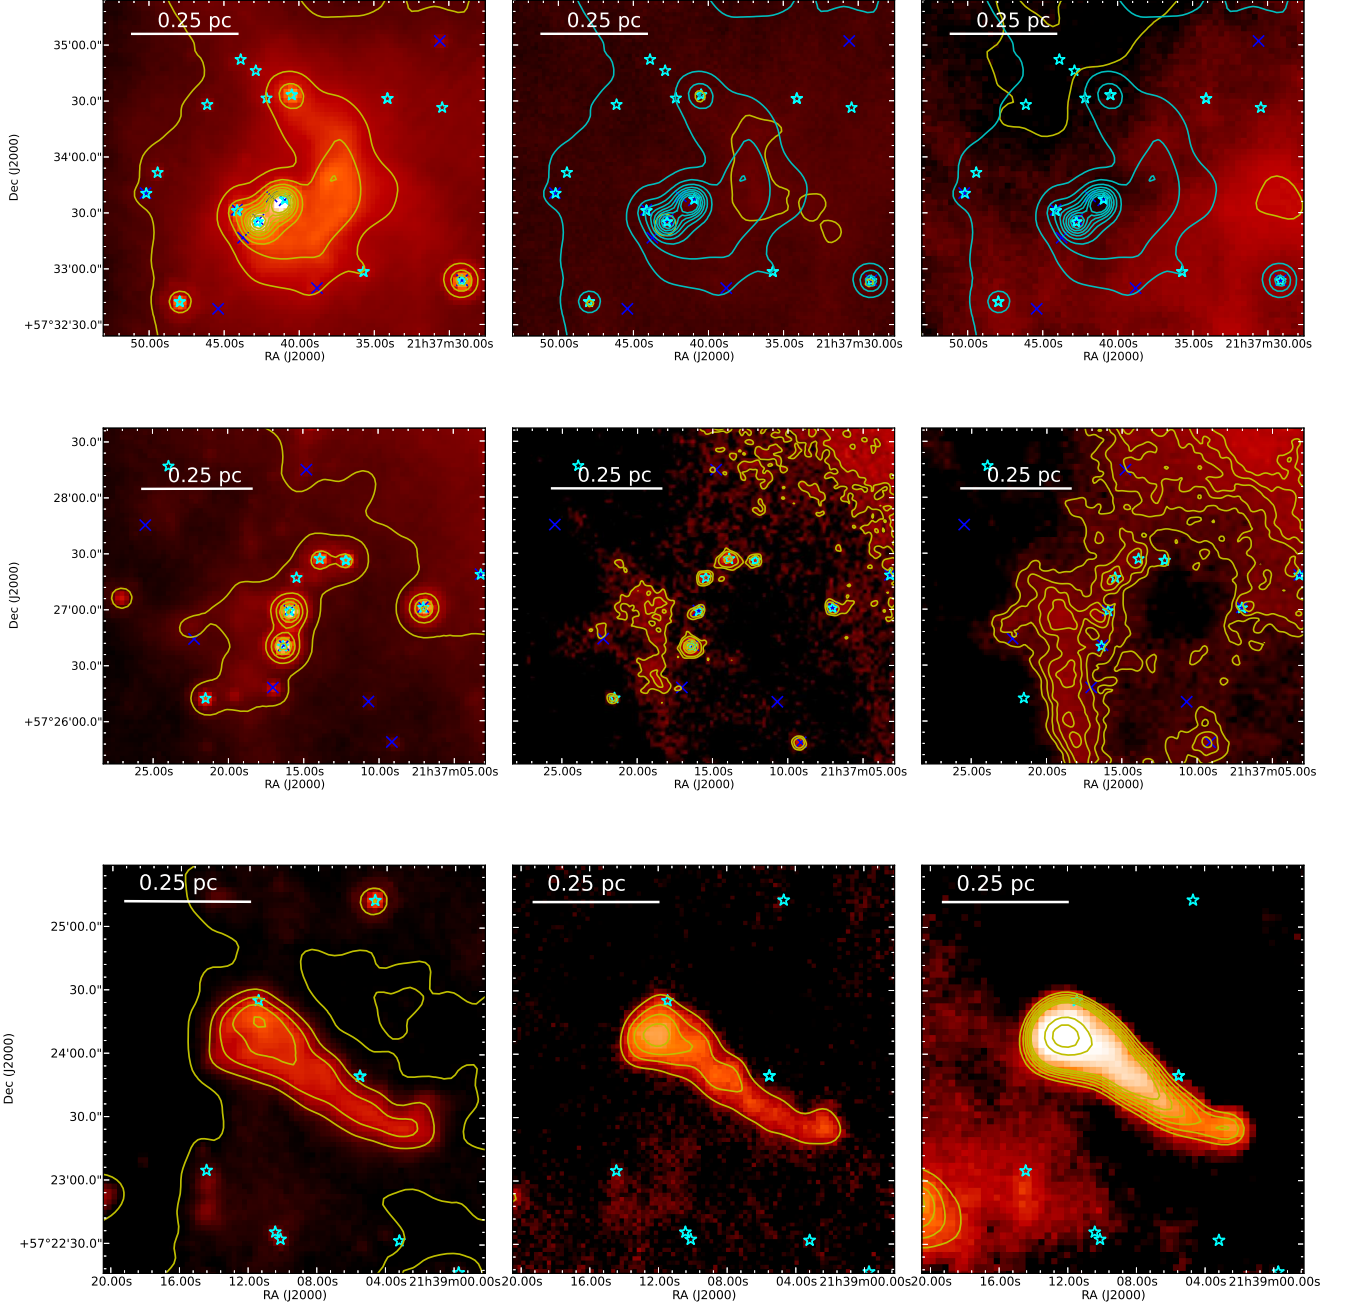 0.25 pc 0.25 pc 0.25 pc
35'00.0"
30.0"
34'00.0"
30.0"
33'00.0"
+57°32'30.0"
Dec (J2000)
50.00s 45.00s 40.00s 35.00s 21h37m30.00s 50.00s 45.00s 40.00s 35.00s 21h37m30.00s 50.00s 45.00s 40.00s 35.00s 21h37m30.00s
RA (J2000) RA (J2000) RA (J2000)
30.0"
0.25 pc 0.25 pc 0.25 pc
28'00.0"
30.0"
27'00.0"
30.0"
+57°26'00.0"
Dec (J2000)
25.00s 20.00s 15.00s 10.00s 21h37m05.00s 25.00s 20.00s 15.00s 10.00s 21h37m05.00s 25.00s 20.00s 15.00s 10.00s 21h37m05.00s
RA (J2000) RA (J2000) RA (J2000)
0.25 pc 0.25 pc 0.25 pc
25'00.0"
30.0"
24'00.0"
30.0"
23'00.0"
+57°22'30.0"
Dec (J2000)
20.00s 16.00s 12.00s 08.00s 04.00s 21h39m00.00s 20.00s 16.00s 12.00s 08.00s 04.00s 21h39m00.00s 20.00s 16.00s 12.00s 08.00s 04.00s 21h39m00.00s
RA (J2000) RA (J2000) RA (J2000)